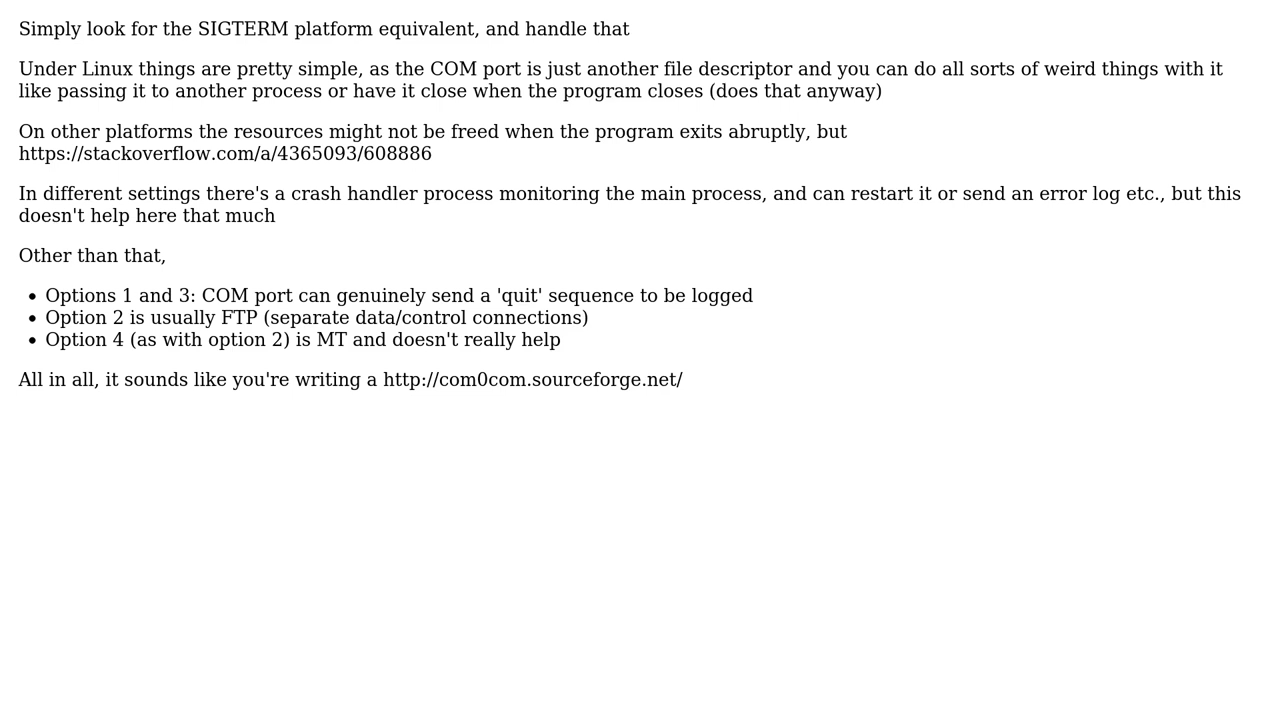 Simply look for the SIGTERM platform equivalent, and handle that
Under Linux things are pretty simple, as the COM port is just another file descriptor and you can do all sorts of weird things with it
like passing it to another process or have it close when the program closes (does that anyway)
On other platforms the resources might not be freed when the program exits abruptly, but
https://stackoverflow.com/a/4365093/608886
In different settings there's a crash handler process monitoring the main process, and can restart it or send an error log etc., but this
doesn't help here that much
Other than that,
• Options 1 and 3: COM port can genuinely send a 'quit' sequence to be logged
• Option 2 is usually FTP (separate data/control connections)
• Option 4 (as with option 2) is MT and doesn't really help
All in all, it sounds like you're writing a http://com0com.sourceforge.net/